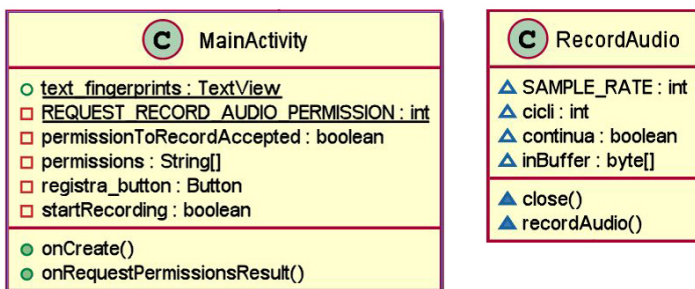 C MainActivity
text_fingerprints : TextView
REQUEST_RECORD_AUDIO_PERMISSION : int
permissionToRecordAccepted : boolean
permissions : String[]
registra_button : Button
startRecording : boolean
onCreate()
onRequestPermissionsResult()
C RecordAudio
SAMPLE_RATE : int
cicli : int
continua : boolean
inBuffer : byte[]
close()
recordAudio()